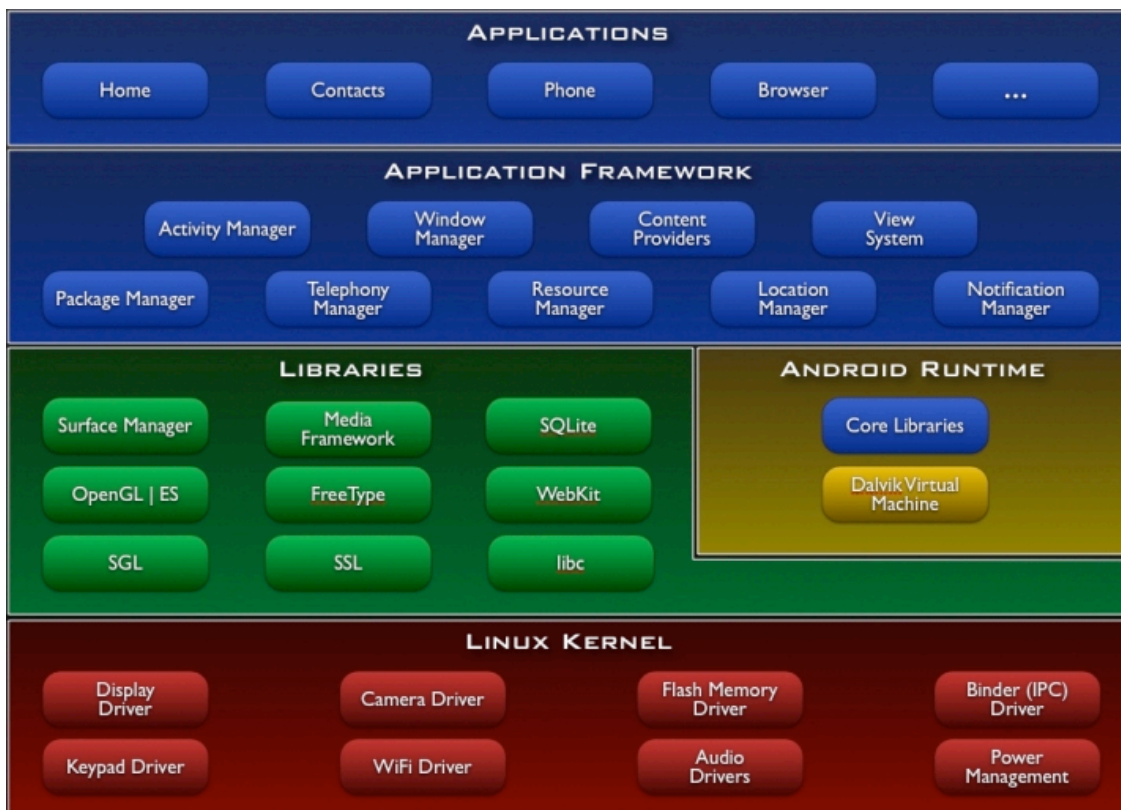 APPLICATIONS
Home
Contacts
Phone
Browser
...
APPLICATION FRAMEWORK
Activity Manager
Window
Manager
Content
Providers
View
System
Package Manager
Telephony
Manager
Resource
Manager
Location
Manager
Notification
Manager
LIBRARIES
Surface Manager
Media
Framework
SQLite
OpenGL | ES
FreeType
WebKit
SGL
SSL
libc
ANDROID RUNTIME
Core Libraries
Dalvik Virtual
Machine
LINUX KERNEL
Display
Driver
Camera Driver
Flash Memory
Driver
Binder (IPC)
Driver
Keypad Driver
WiFi Driver
Audio
Drivers
Power
Management